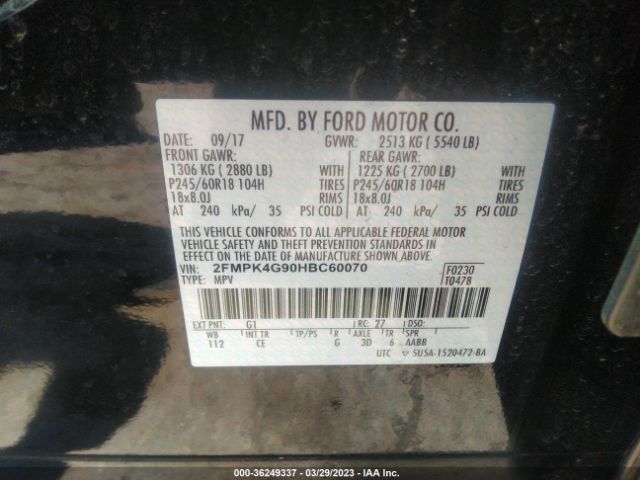 MFD. BY FORD MOTOR CO.
DATE: 09/17 GVWR: 2513 KG ( 5540 LB)
FRONT GAWR: REAR GAWR:
1306 KG ( 2880 LB) WITH 1225 KG ( 2700 LB) WITH
P245/60R18 104H TIRES P245/60R18 104H TIRES
18x8.0J RIMS 18x8.0J RIMS
AT 240 kPa/ 35 PSI COLD AT 240 kPa/ 35 PSI COLD
THIS VEHICLE CONFORMS TO ALL APPLICABLE FEDERAL MOTOR
VEHICLE SAFETY AND THEFT PREVENTION STANDARDS IN
EFFECT ON THE DATE OF MANUFACTURE SHOWN ABOVE.
VIN: 2FMPK4G90HBC60070 F0230
TYPE: MPV T0478
EXT PNT: G1 RC: 27 DSO:
WB INT TR TP/PS R AXLE TR SPR
112 CE G 3D 6 AABB
UTC 5U5A-1520472-BA
000-36249337 - 03/29/2023 - IAA Inc.